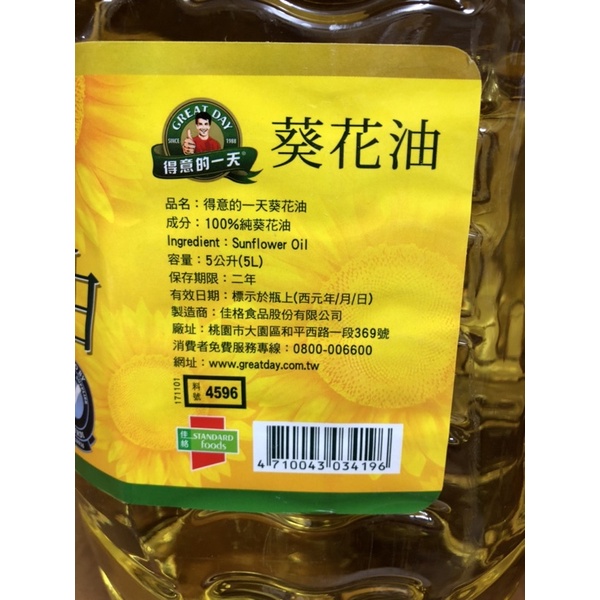 GREAT DAY
SINCE 1988
得意的一天
葵花油
品名：得意的一天葵花油
成分：100%純葵花油
Ingredient：Sunflower Oil
容量：5公升(5L)
保存期限：二年
有效日期：標示於瓶上(西元年/月/日)
製造商：佳格食品股份有限公司
廠址：桃園市大園區和平西路一段369號
消費者免費服務專線：0800-006600
網址：www.greatday.com.tw
171101
料號 4596
佳格 STANDARD foods
4 710043 034196